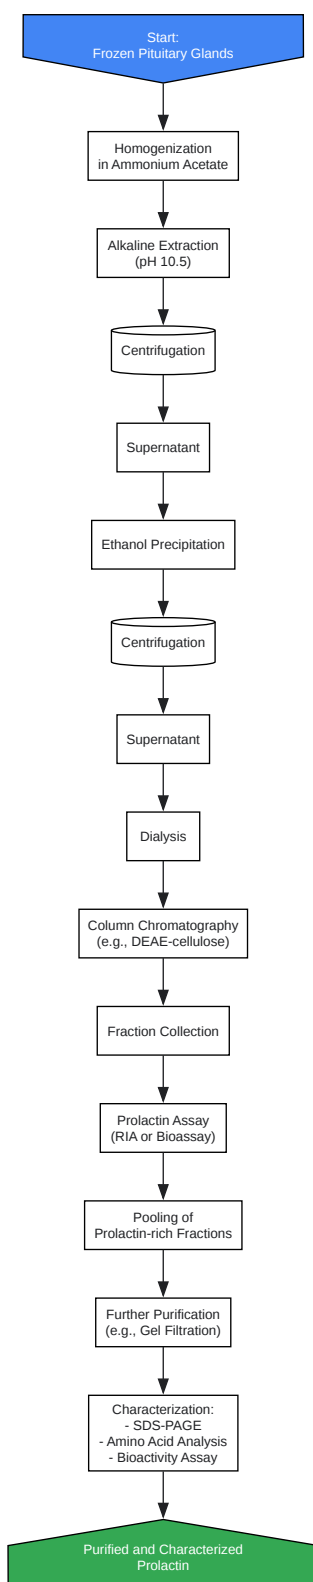 Start:
Frozen Pituitary Glands
Homogenization
in Ammonium Acetate
Alkaline Extraction
(pH 10.5)
Centrifugation
Supernatant
Ethanol Precipitation
Centrifugation
Supernatant
Dialysis
Column Chromatography
(e.g., DEAE-cellulose)
Fraction Collection
Prolactin Assay
(RIA or Bioassay)
Pooling of
Prolactin-rich Fractions
Further Purification
(e.g., Gel Filtration)
Characterization:
- SDS-PAGE
- Amino Acid Analysis
- Bioactivity Assay
Purified and Characterized
Prolactin